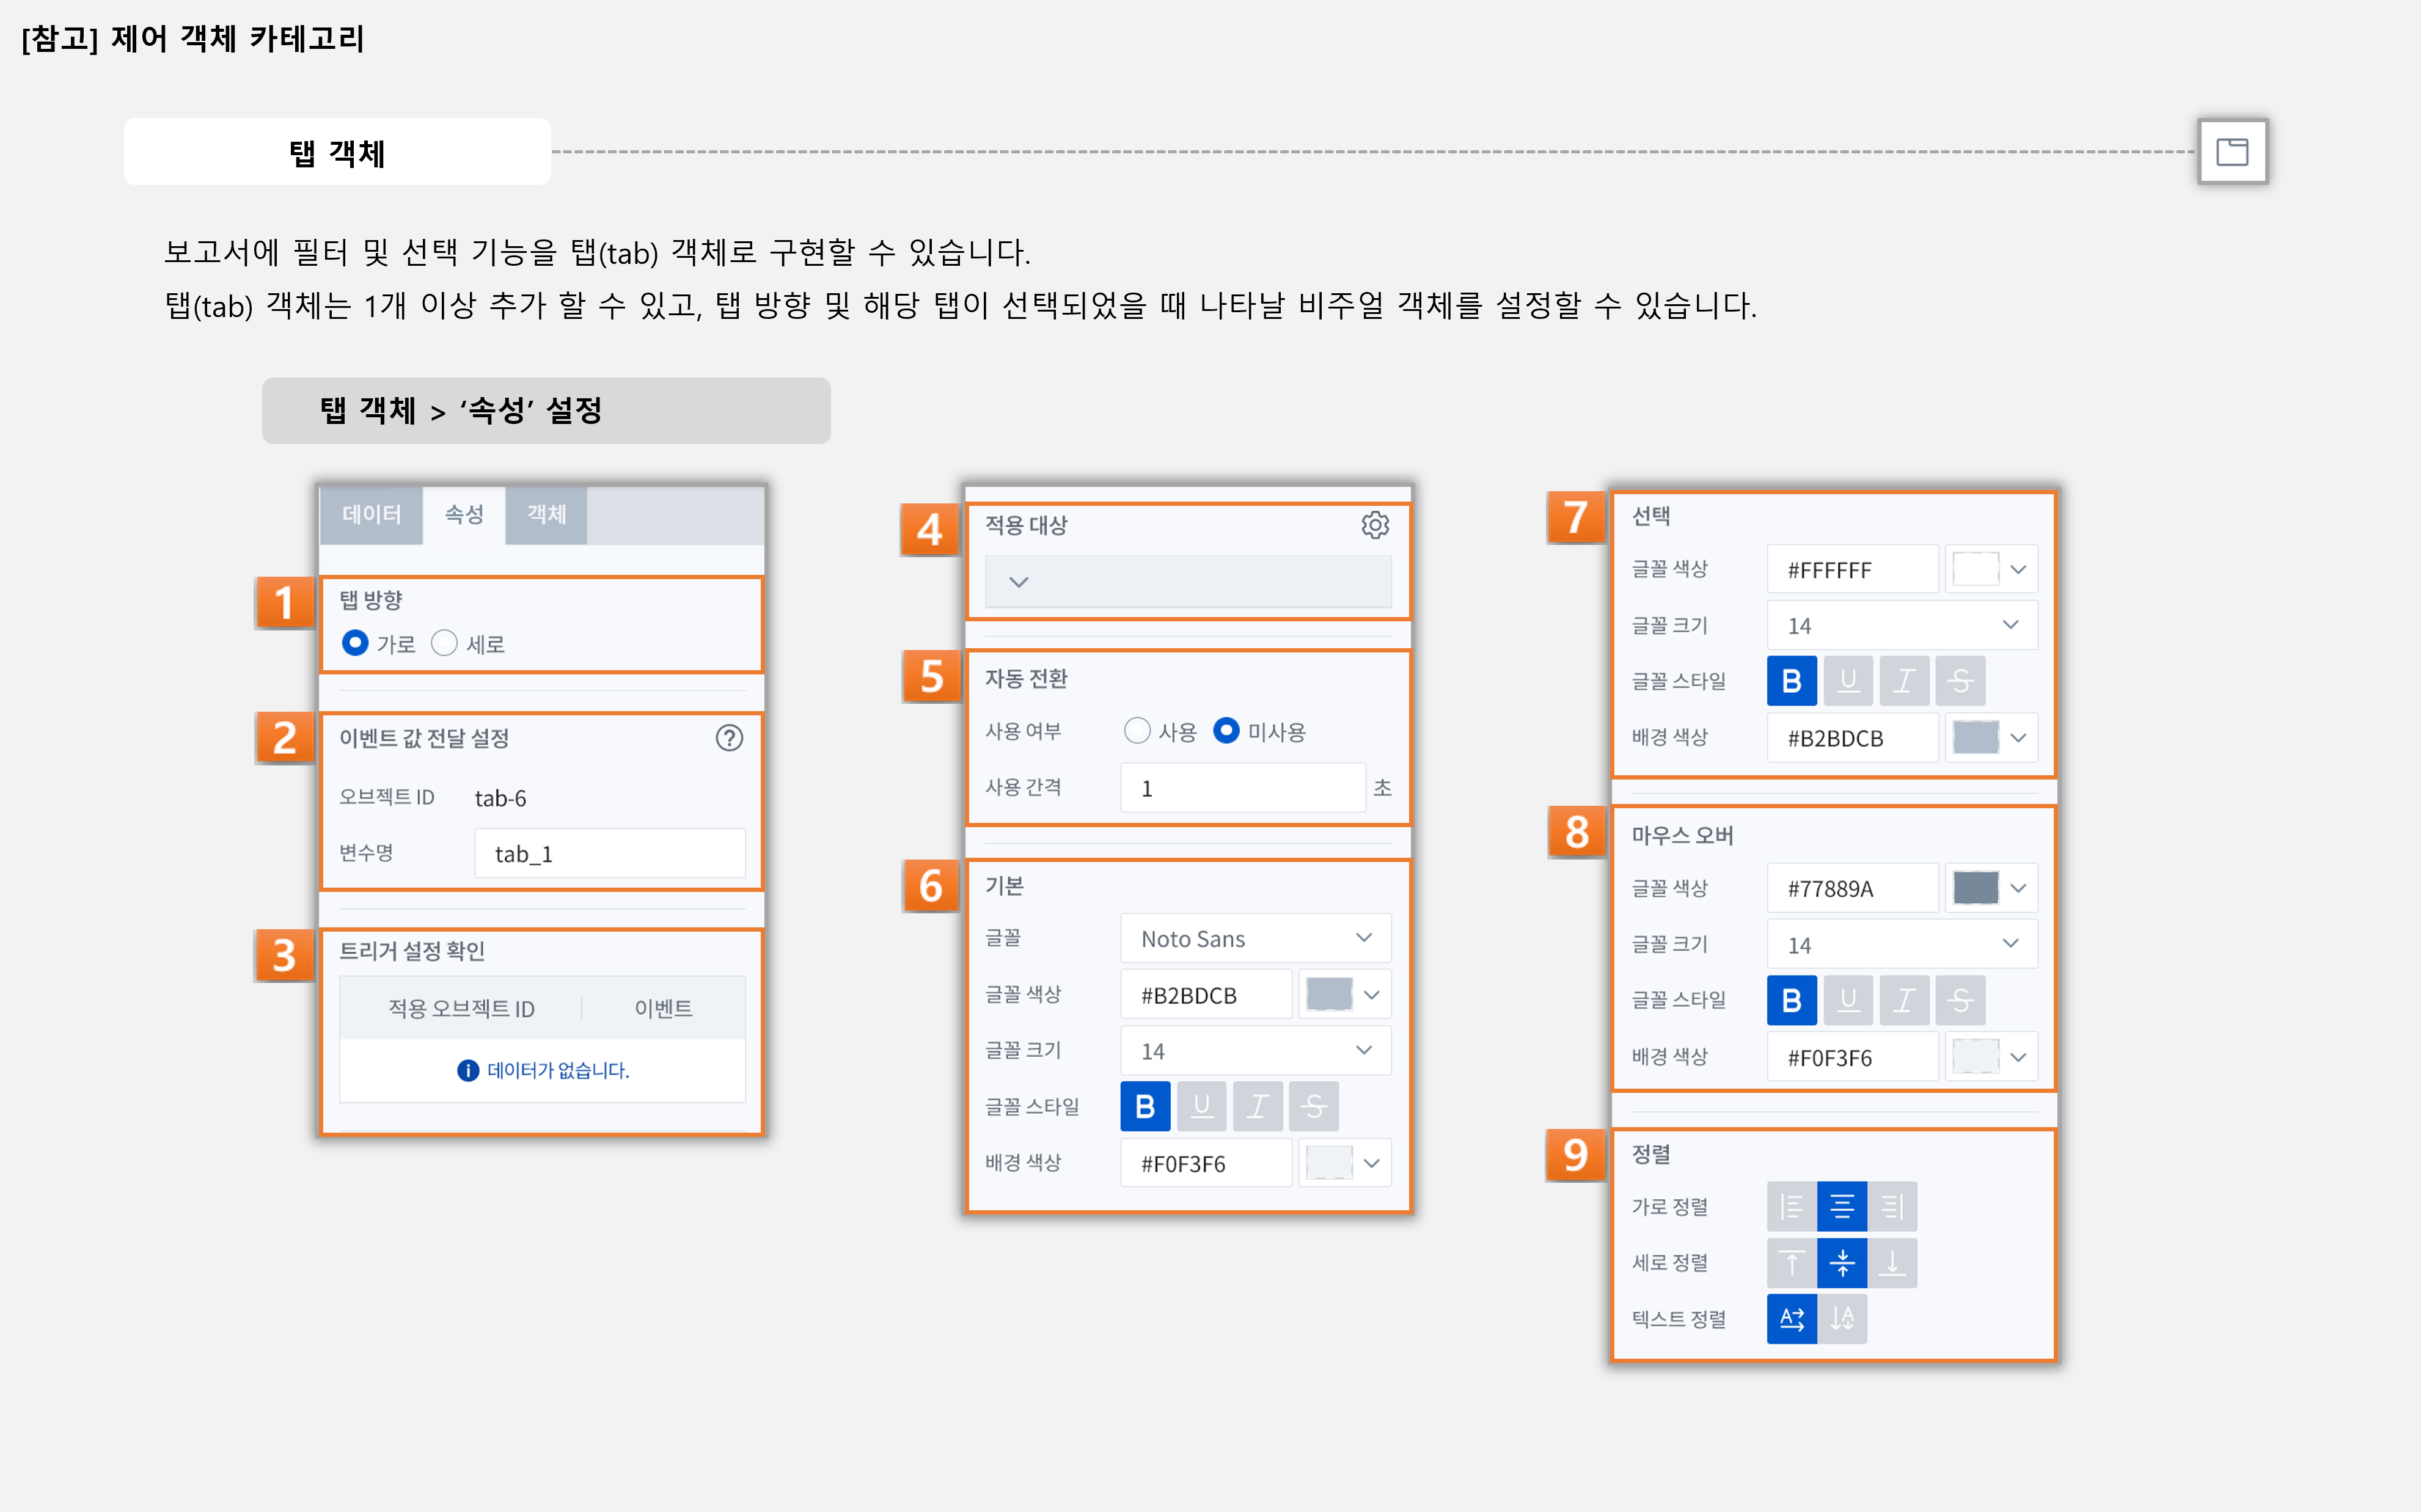 [참고] 제어 객체 카테고리
탭 객체
보고서에 필터 및 선택 기능을 탭(tab) 객체로 구현할 수 있습니다.
탭(tab) 객체는 1개 이상 추가 할 수 있고, 탭 방향 및 해당 탭이 선택되었을 때 나타날 비주얼 객체를 설정할 수 있습니다.
탭 객체 > ‘속성’ 설정
데이터 속성 객체
1
탭 방향
가로 세로
2
이벤트 값 전달 설정 ?
오브젝트 ID tab-6
변수명 tab_1
3
트리거 설정 확인
적용 오브젝트 ID 이벤트
i 데이터가 없습니다.
4
적용 대상
5
자동 전환
사용 여부 사용 미사용
사용 간격 1 초
6
기본
글꼴 Noto Sans
글꼴 색상 #B2BDCB
글꼴 크기 14
글꼴 스타일 B U I S
배경 색상 #F0F3F6
7
선택
글꼴 색상 #FFFFFF
글꼴 크기 14
글꼴 스타일 B U I S
배경 색상 #B2BDCB
8
마우스 오버
글꼴 색상 #77889A
글꼴 크기 14
글꼴 스타일 B U I S
배경 색상 #F0F3F6
9
정렬
가로 정렬
세로 정렬
텍스트 정렬 A A